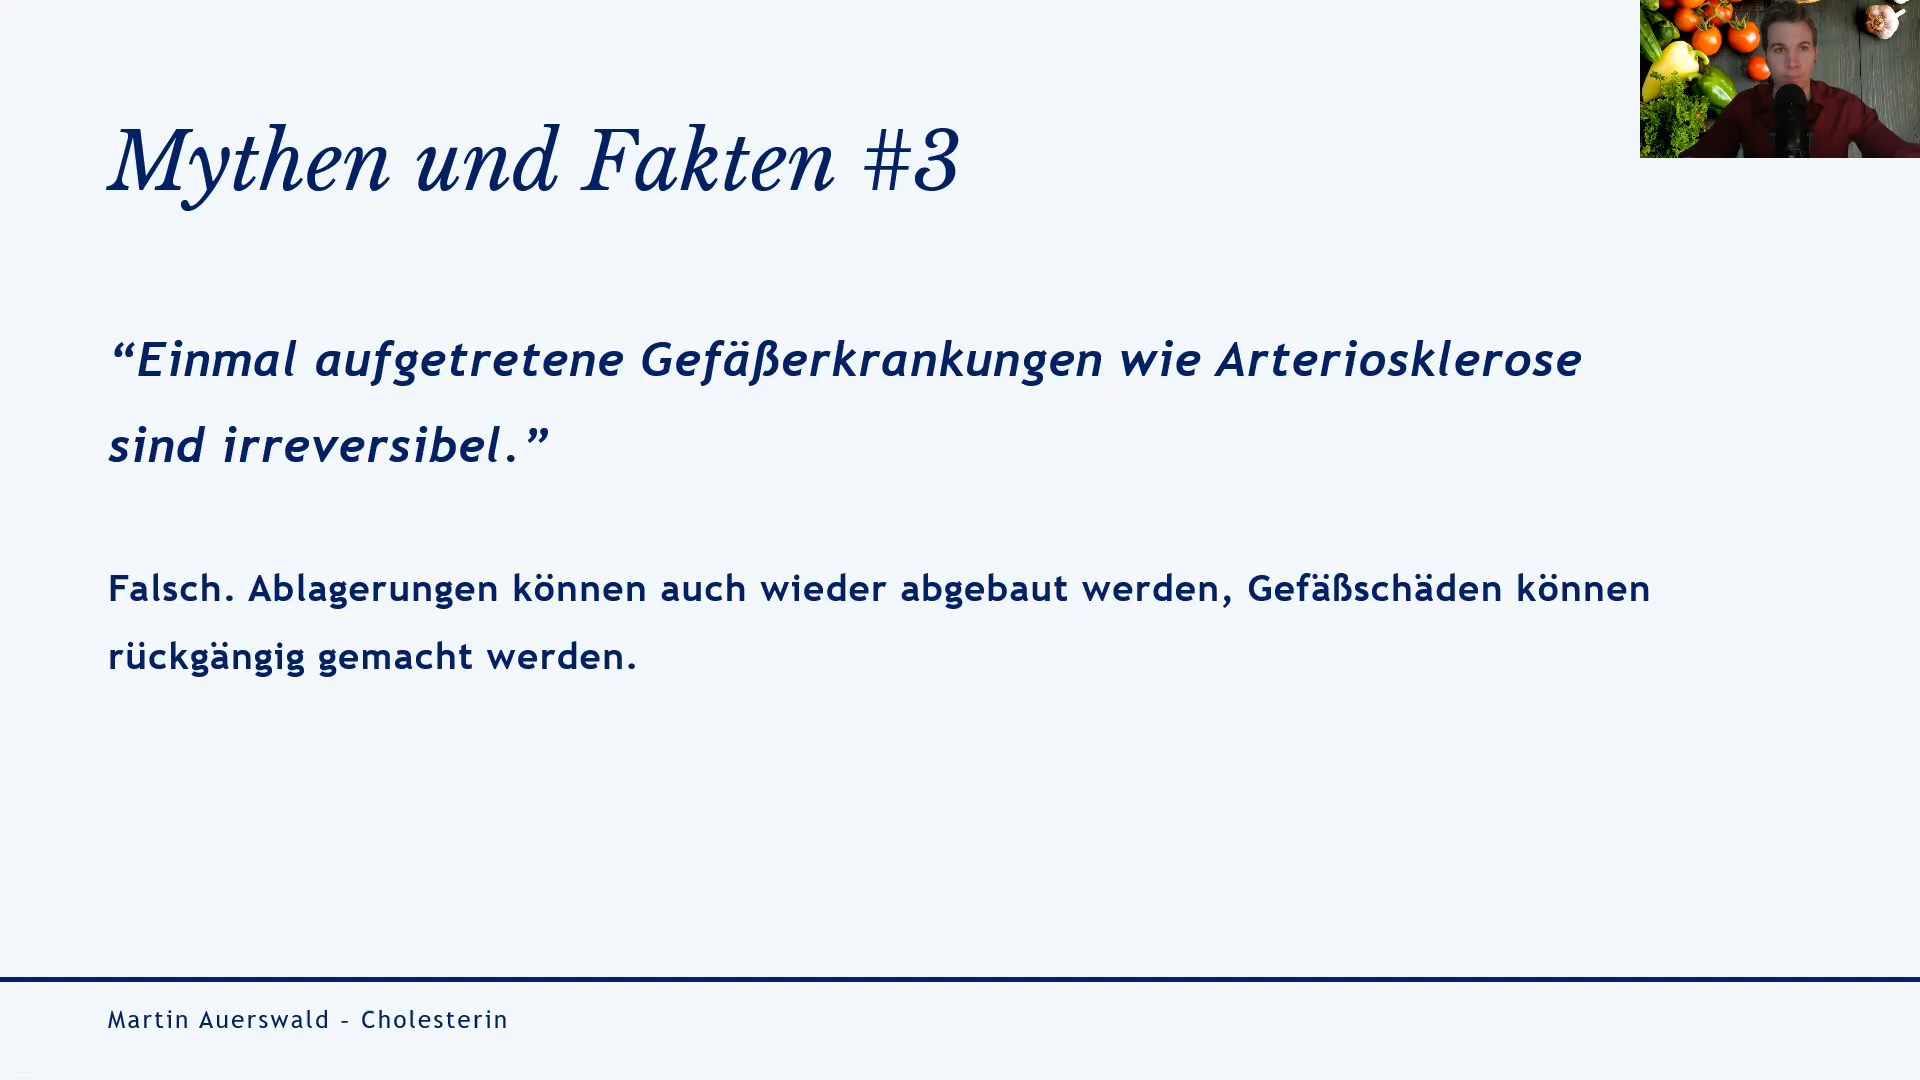 Mythen und Fakten #3
“Einmal aufgetretene Gefäßerkrankungen wie Arteriosklerose
sind irreversibel.”
Falsch. Ablagerungen können auch wieder abgebaut werden, Gefäßschäden können
rückgängig gemacht werden.
Martin Auerswald – Cholesterin